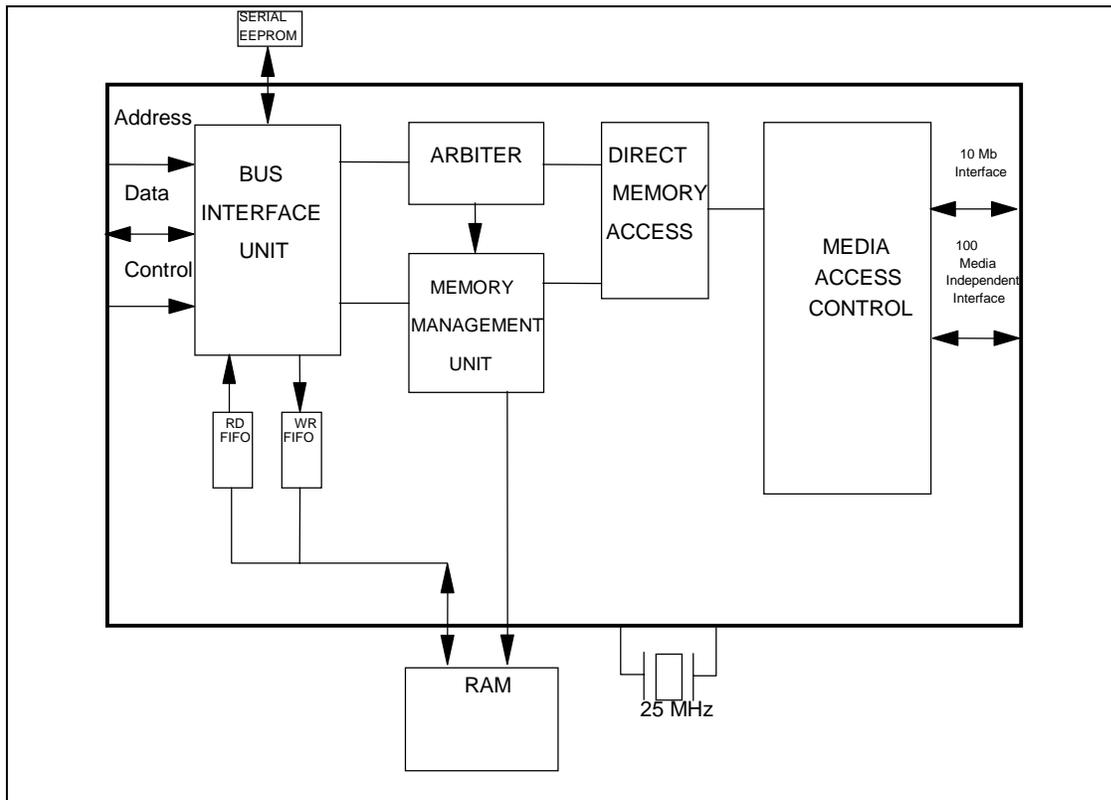 SERIAL
EEPROM
Address
Data
Control
BUS
INTERFACE
UNIT
ARBITER
DIRECT
MEMORY
ACCESS
MEMORY
MANAGEMENT
UNIT
MEDIA
ACCESS
CONTROL
10 Mb
Interface
100
Media
Independent
Interface
RD
FIFO
WR
FIFO
RAM
25 MHz